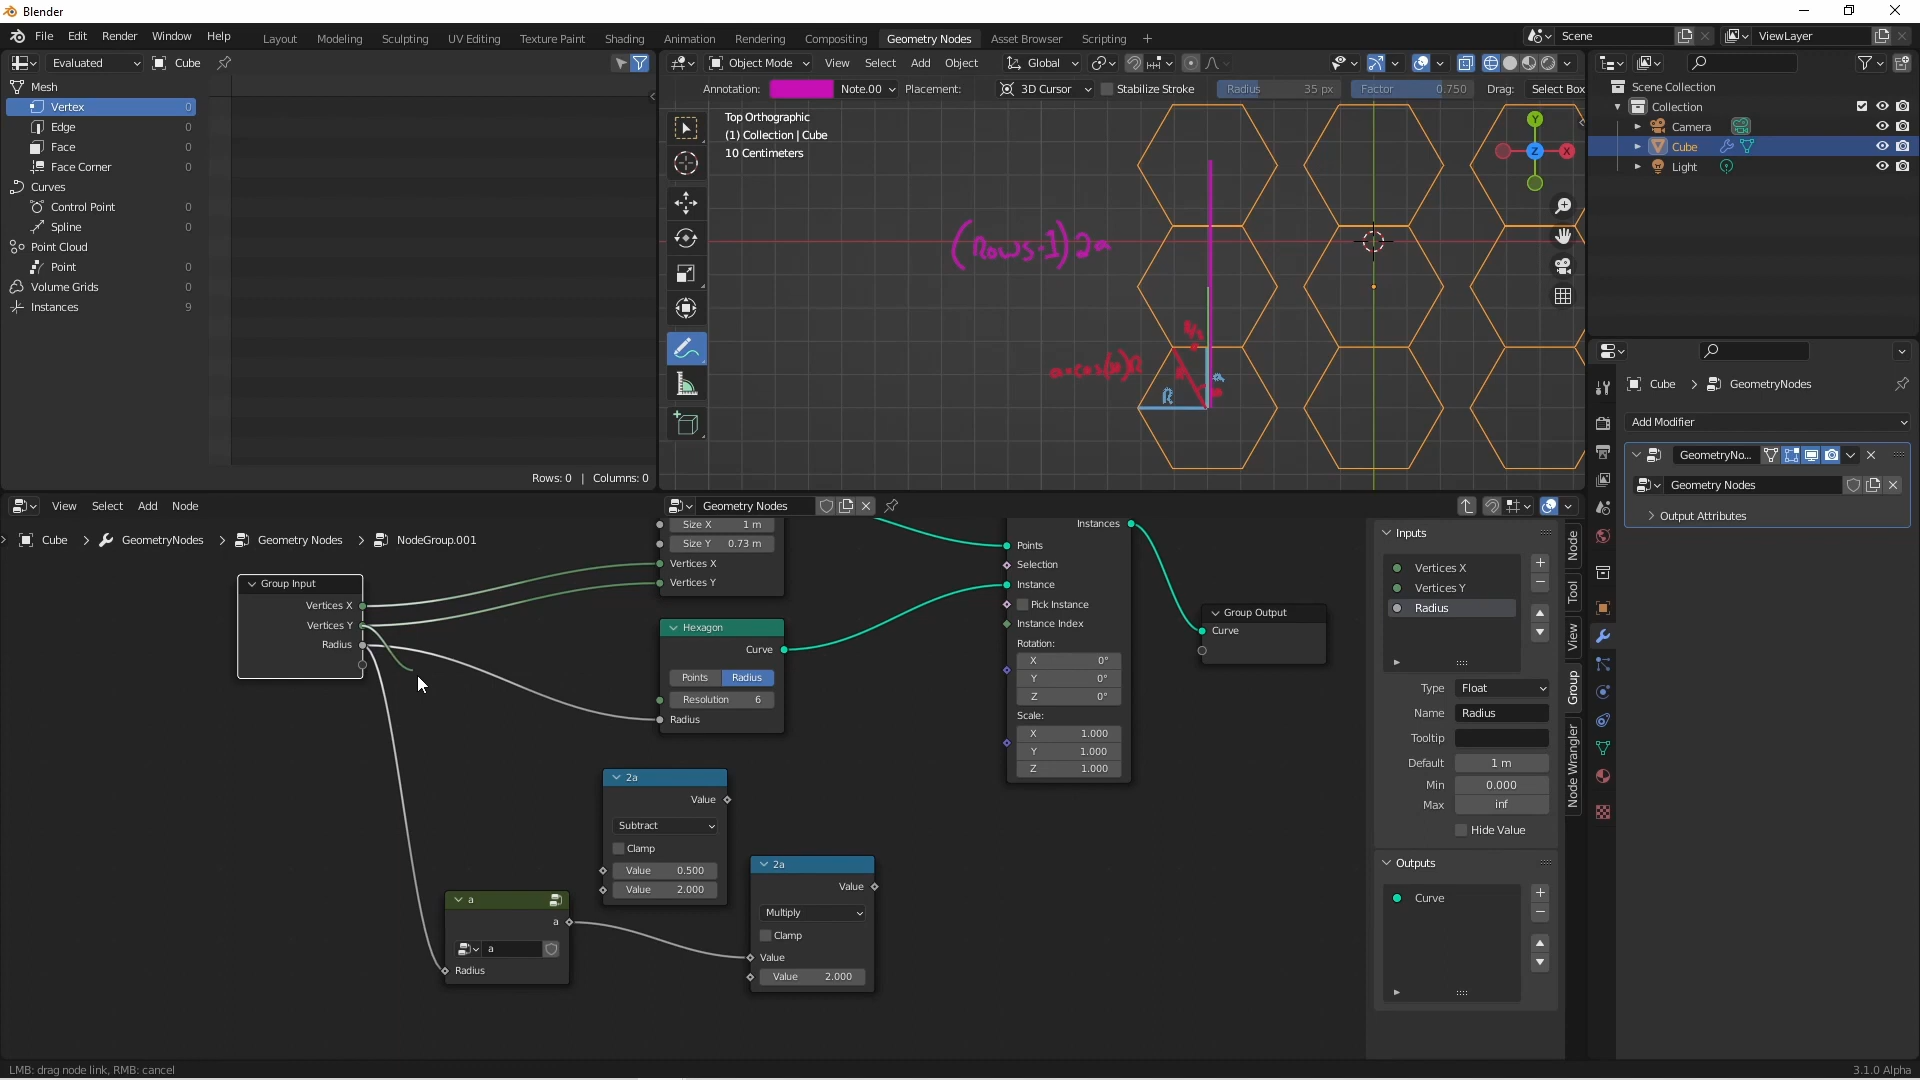 Blender
File Edit Render Window Help
Layout Modeling Sculpting UV Editing Texture Paint Shading Animation Rendering Compositing Geometry Nodes Asset Browser Scripting +
Scene
ViewLayer
Evaluated Cube
Mesh
Vertex 0
Edge 0
Face 0
Face Corner 0
Curves
Control Point 0
Spline 0
Point Cloud
Point 0
Volume Grids 0
Instances 9
Rows: 0 | Columns: 0
Object Mode View Select Add Object Global
Annotation: Note.00 Placement: 3D Cursor Stabilize Stroke Radius 35 px Factor 0.750 Drag: Select Box
Top Orthographic
(1) Collection | Cube
10 Centimeters
Y
Z X
(Rows-1)2a
R
a
Scene Collection
Collection
Camera
Cube
Light
Cube > GeometryNodes
Add Modifier
GeometryNo...
Geometry Nodes
Output Attributes
View Select Add Node
Geometry Nodes
Cube > GeometryNodes > Geometry Nodes > NodeGroup.001
Group Input
Vertices X
Vertices Y
Radius
Size X 1 m
Size Y 0.73 m
Vertices X
Vertices Y
Hexagon
Curve
Points Radius
Resolution 6
Radius
2a
Value
Subtract
Clamp
Value 0.500
Value 2.000
a
a
a
Radius
2a
Value
Multiply
Clamp
Value
Value 2.000
Instances
Points
Selection
Instance
Pick Instance
Instance Index
Rotation:
X 0°
Y 0°
Z 0°
Scale:
X 1.000
Y 1.000
Z 1.000
Group Output
Curve
Inputs
Vertices X
Vertices Y
Radius
Type Float
Name Radius
Tooltip
Default 1 m
Min 0.000
Max inf
Hide Value
Outputs
Curve
Node
Tool
View
Group
Node Wrangler
LMB: drag node link, RMB: cancel
3.1.0 Alpha